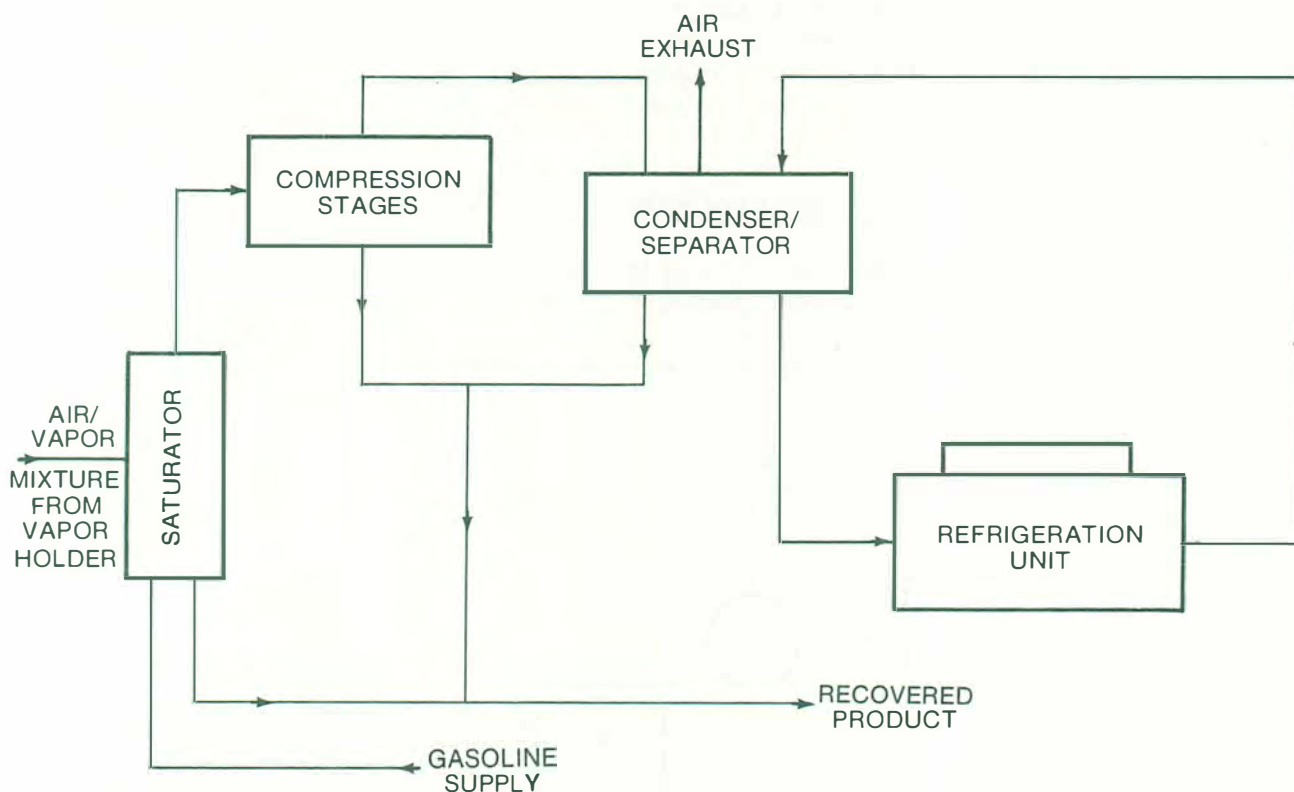 AIR
EXHAUST
COMPRESSION
STAGES
CONDENSER/
SEPARATOR
AIR/
VAPOR
MIXTURE
FROM
VAPOR
HOLDER
SATURATOR
REFRIGERATION
UNIT
RECOVERED
PRODUCT
GASOLINE
SUPPLY